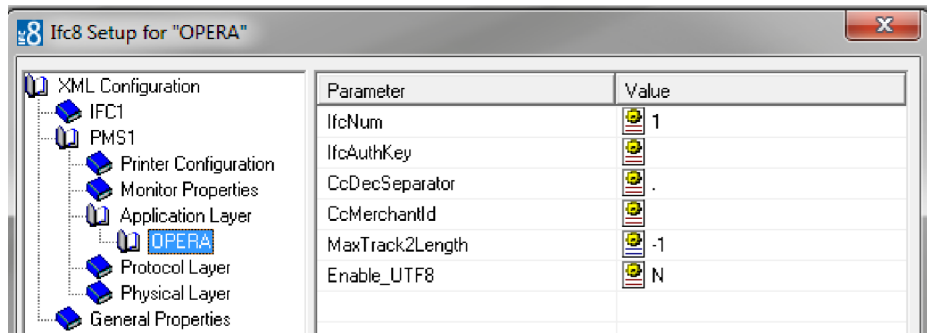 Ifc8 Setup for "OPERA"
XML Configuration
IFC1
PMS1
Printer Configuration
Monitor Properties
Application Layer
OPERA
Protocol Layer
Physical Layer
General Properties
Parameter Value
IfcNum 1
IfcAuthKey
CcDecSeparator .
CcMerchantId
MaxTrack2Length -1
Enable_UTF8 N